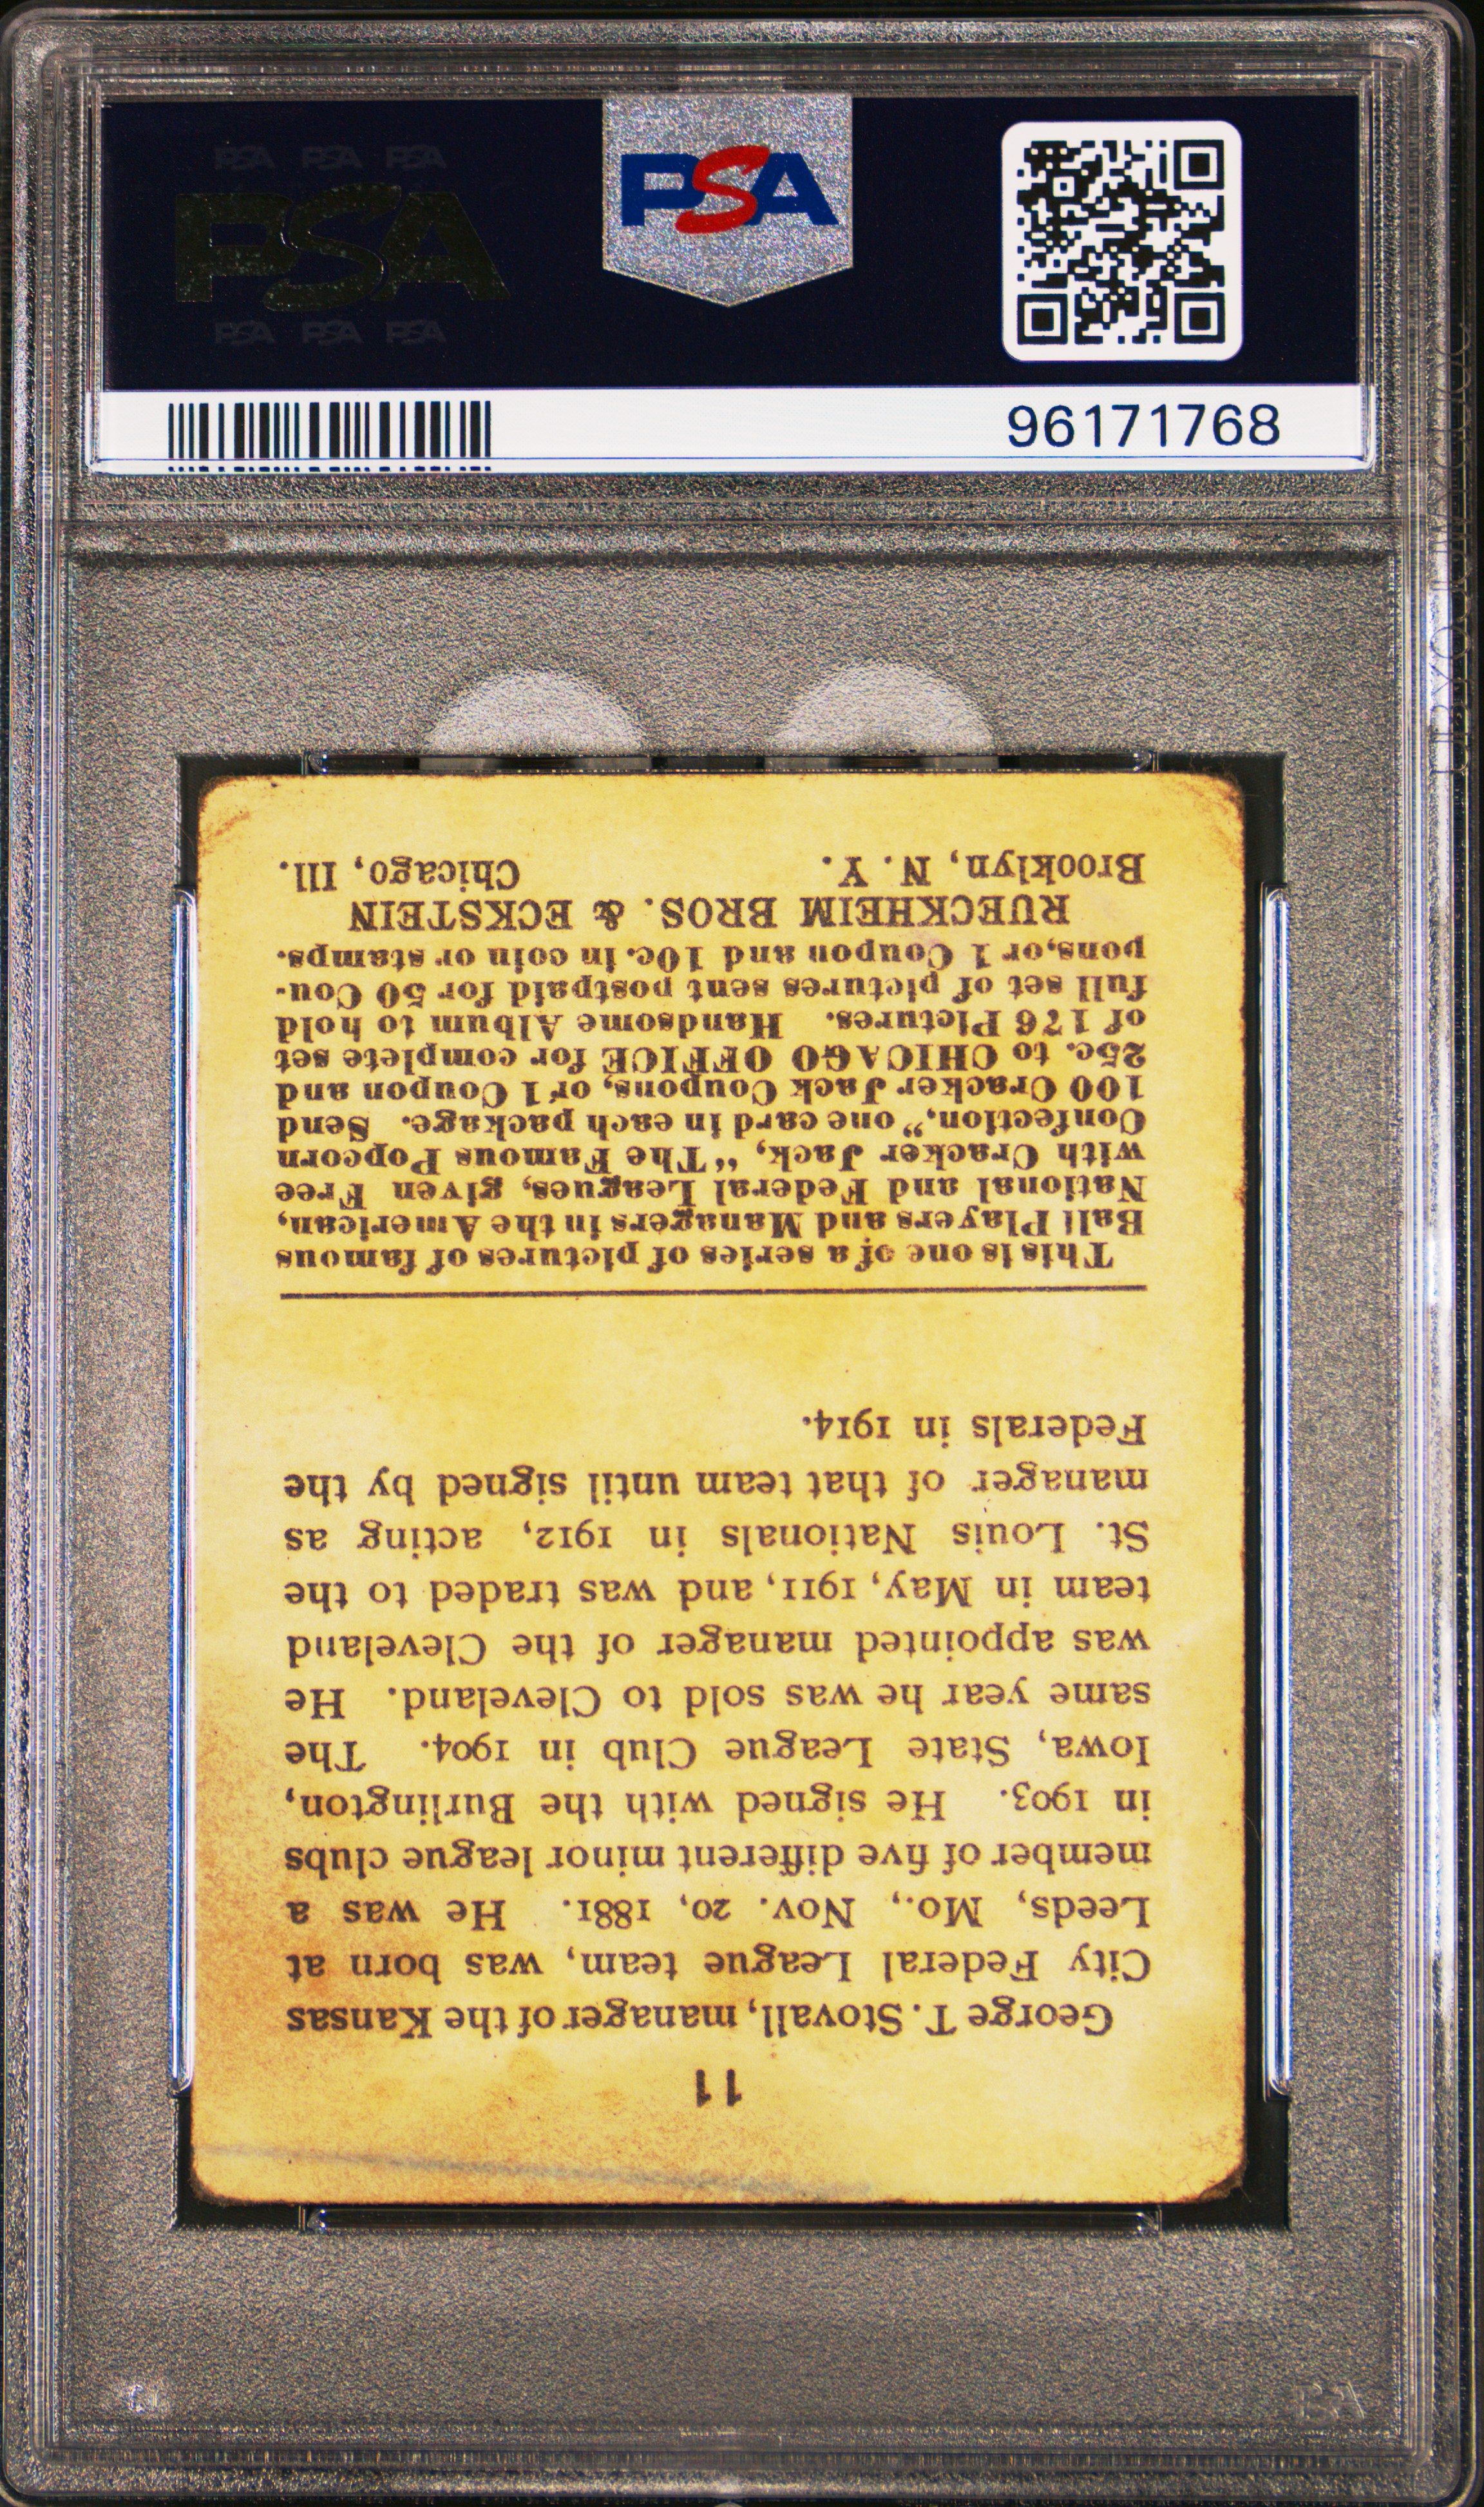 PSA PSA PSA
PSA
PSA PSA PSA
PSA
96171768
11
George T. Stovall, manager of the Kansas
City Federal League team, was born at
Leeds, Mo., Nov. 20, 1881. He was a
member of five different minor league clubs
in 1903. He signed with the Burlington,
Iowa, State League Club in 1904. The
same year he was sold to Cleveland. He
was appointed manager of the Cleveland
team in May, 1911, and was traded to the
St. Louis Nationals in 1912, acting as
manager of that team until signed by the
Federals in 1914.
This is one of a series of pictures of famous
Ball Players and Managers in the American,
National and Federal Leagues, given Free
with Cracker Jack, "The Famous Popcorn
Confection," one card in each package. Send
100 Cracker Jack Coupons, or 1 Coupon and
25c. to CHICAGO OFFICE for complete set
of 176 Pictures. Handsome Album to hold
full set of pictures sent postpaid for 50 Cou-
pons, or 1 Coupon and 10c. in coin or stamps.
RUECKHEIM BROS. & ECKSTEIN
Brooklyn, N. Y. Chicago, Ill.